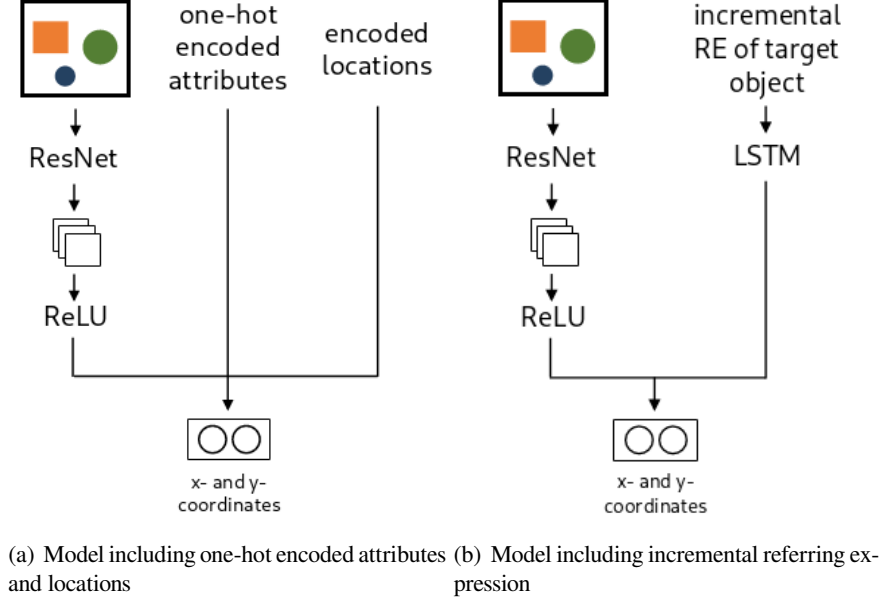 one-hot
encoded
attributes
encoded
locations
ResNet
ReLU
x- and y-
coordinates
incremental
RE of target
object
ResNet
LSTM
ReLU
x- and y-
coordinates
(a) Model including one-hot encoded attributes
and locations
(b) Model including incremental referring ex-
pression